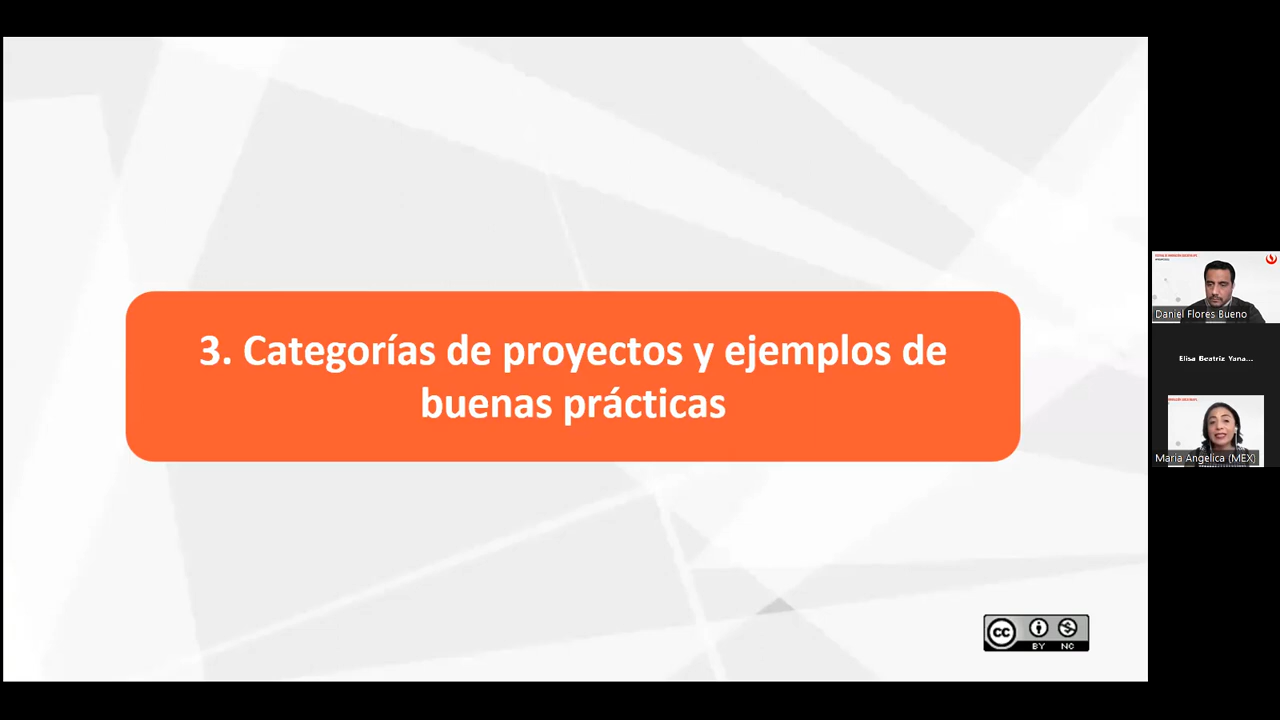 3. Categorías de proyectos y ejemplos de
buenas prácticas
Daniel Flores Bueno
Elisa Beatriz Yana...
Maria Angelica (MEX)
cc
BY NC